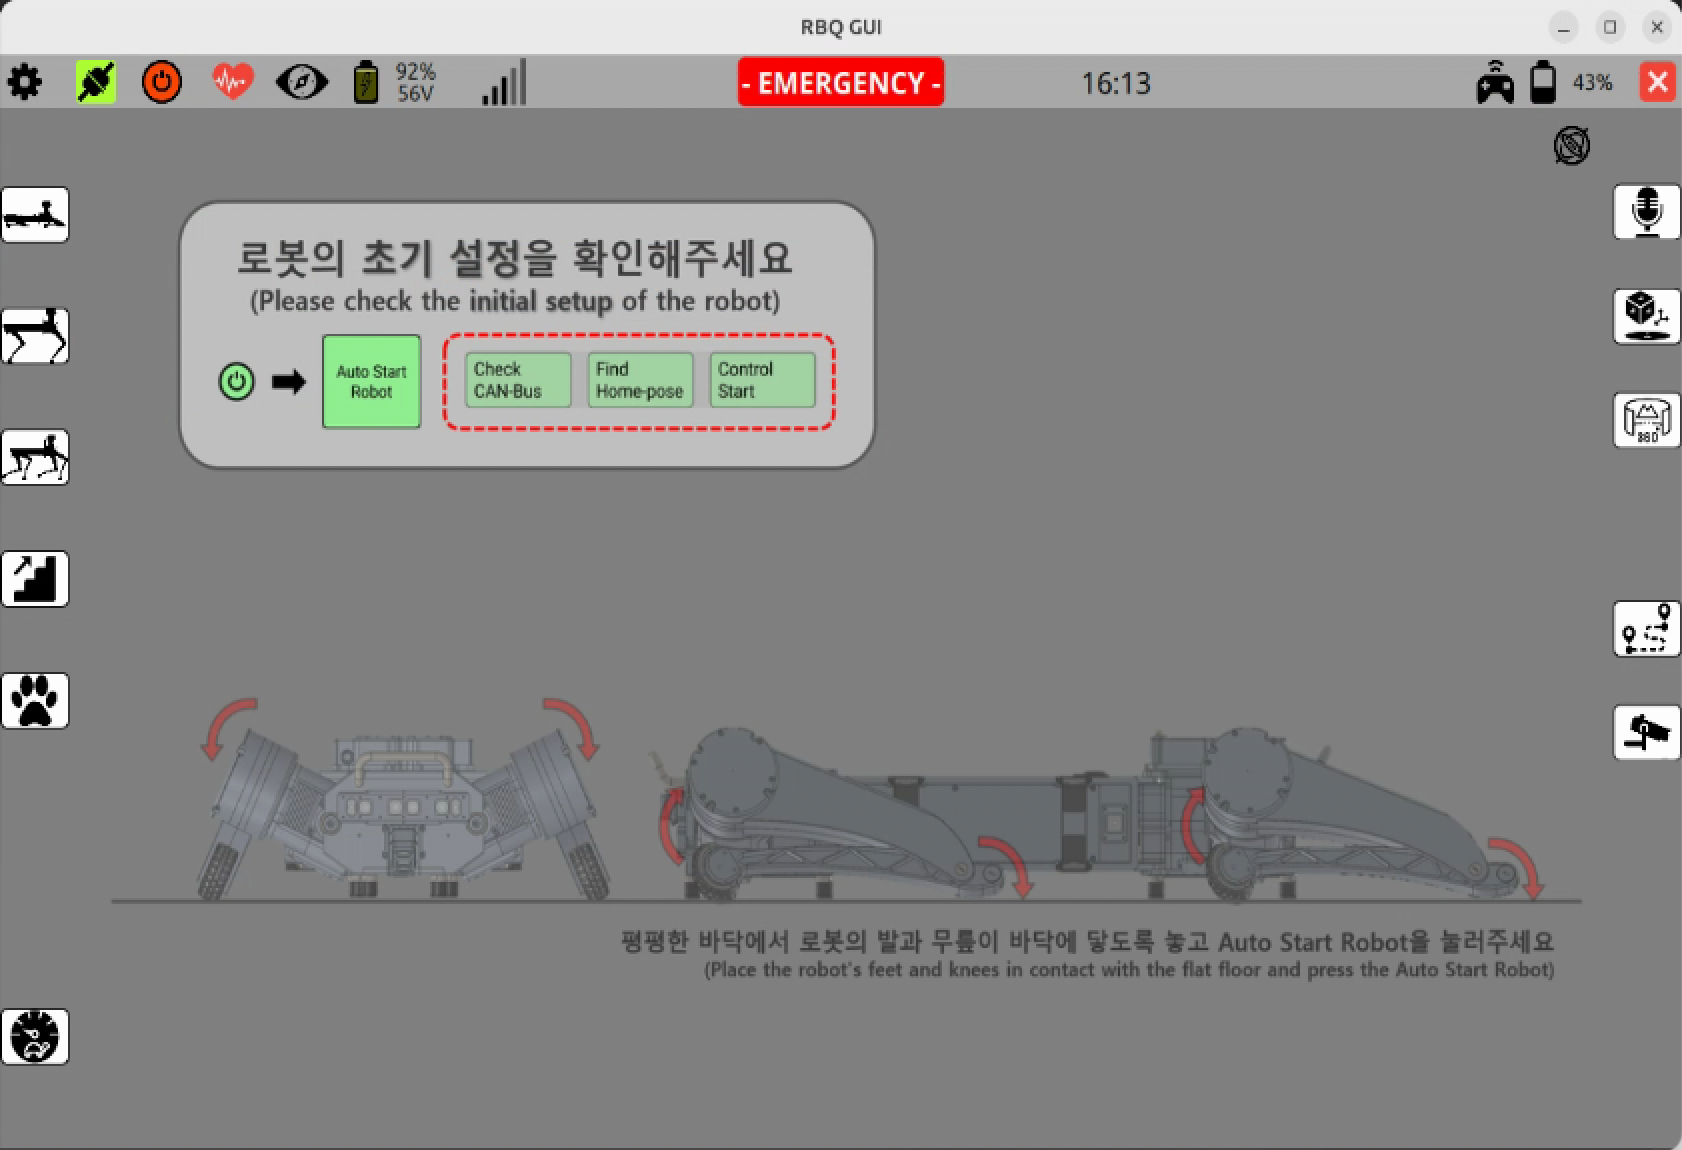 RBQ GUI
92%
56V
- EMERGENCY -
16:13
43%
로봇의 초기 설정을 확인해주세요
(Please check the initial setup of the robot)
Auto Start
Robot
Check
CAN-Bus
Find
Home-pose
Control
Start
360
평평한 바닥에서 로봇의 발과 무릎이 바닥에 닿도록 놓고 Auto Start Robot을 눌러주세요
(Place the robot's feet and knees in contact with the flat floor and press the Auto Start Robot)